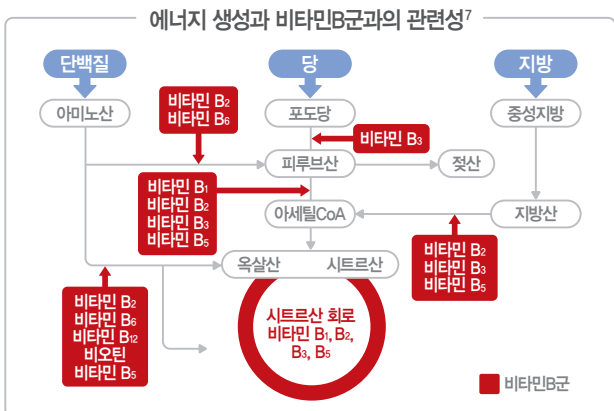 에너지 생성과 비타민B군과의 관련성7
단백질
당
지방
아미노산
비타민 B2
비타민 B6
포도당
중성지방
비타민 B3
피루브산
젖산
비타민 B1
비타민 B2
비타민 B3
비타민 B5
아세틸CoA
지방산
비타민 B2
비타민 B3
비타민 B5
옥살산
시트르산
비타민 B2
비타민 B6
비타민 B12
비오틴
비타민 B5
시트르산 회로
비타민 B1, B2,
B3, B5
비타민B군